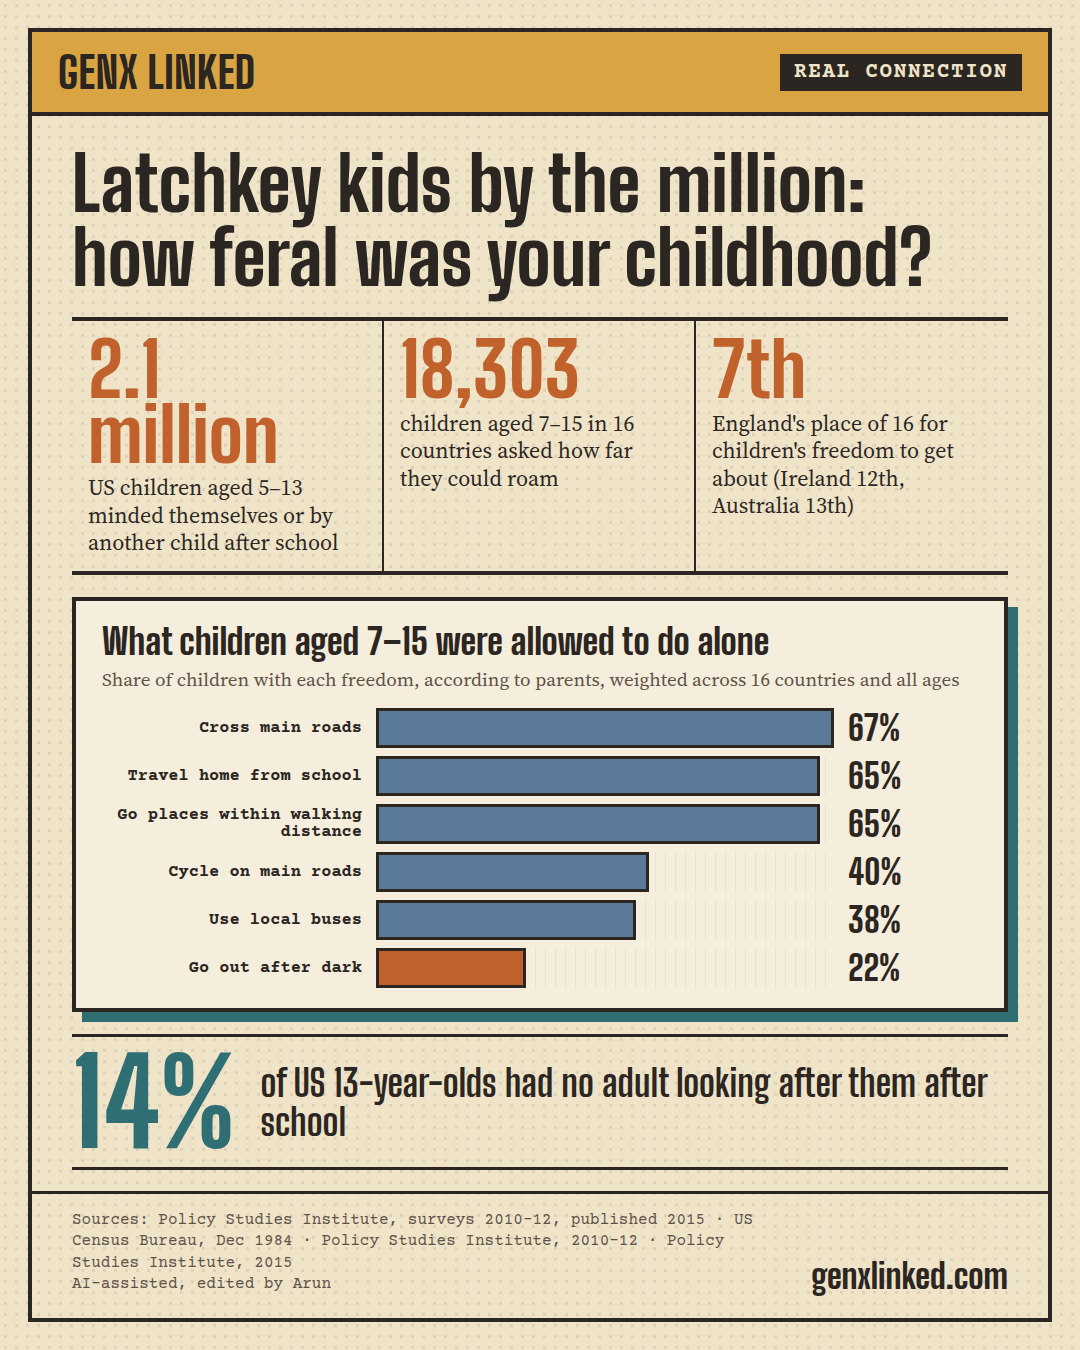 GENX LINKED
REAL CONNECTION
Latchkey kids by the million:
how feral was your childhood?
2.1
million
US children aged 5–13
minded themselves or by
another child after school
18,303
children aged 7–15 in 16
countries asked how far
they could roam
7th
England's place of 16 for
children's freedom to get
about (Ireland 12th,
Australia 13th)
What children aged 7–15 were allowed to do alone
Share of children with each freedom, according to parents, weighted across 16 countries and all ages
Cross main roads 67%
Travel home from school 65%
Go places within walking
distance 65%
Cycle on main roads 40%
Use local buses 38%
Go out after dark 22%
14%
of US 13-year-olds had no adult looking after them after
school
Sources: Policy Studies Institute, surveys 2010–12, published 2015 · US
Census Bureau, Dec 1984 · Policy Studies Institute, 2010–12 · Policy
Studies Institute, 2015
AI-assisted, edited by Arun
genxlinked.com